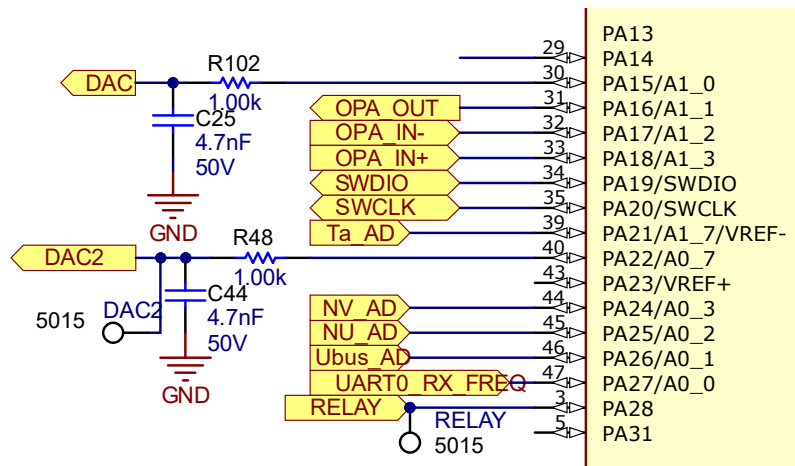 PA13
29
PA14
R102
DAC
30
PA15/A1_0
1.00k
OPA_OUT
31
PA16/A1_1
C25
4.7nF
50V
OPA_IN-
32
PA17/A1_2
OPA_IN+
33
PA18/A1_3
SWDIO
34
PA19/SWDIO
SWCLK
35
PA20/SWCLK
GND
Ta_AD
39
PA21/A1_7/VREF-
R48
DAC2
40
PA22/A0_7
1.00k
43
PA23/VREF+
C44
4.7nF
50V
DAC2
5015
NV_AD
44
PA24/A0_3
NU_AD
45
PA25/A0_2
Ubus_AD
46
PA26/A0_1
GND
UART0_RX_FREQ
47
PA27/A0_0
RELAY
3
PA28
RELAY
5015
5
PA31